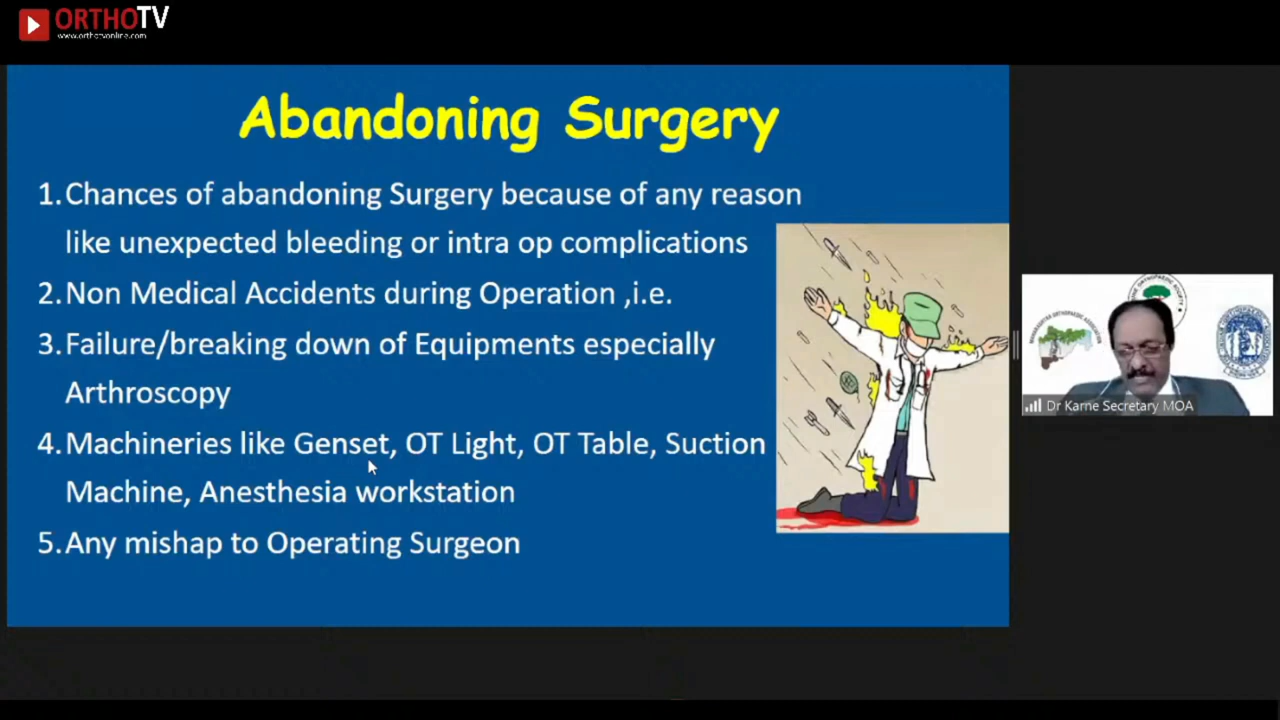 ORTHOTV
www.orthotvonline.com
Abandoning Surgery
1. Chances of abandoning Surgery because of any reason
like unexpected bleeding or intra op complications
2. Non Medical Accidents during Operation ,i.e.
3. Failure/breaking down of Equipments especially
Arthroscopy
4. Machineries like Genset, OT Light, OT Table, Suction
Machine, Anesthesia workstation
5. Any mishap to Operating Surgeon
Dr Karne Secretary MOA